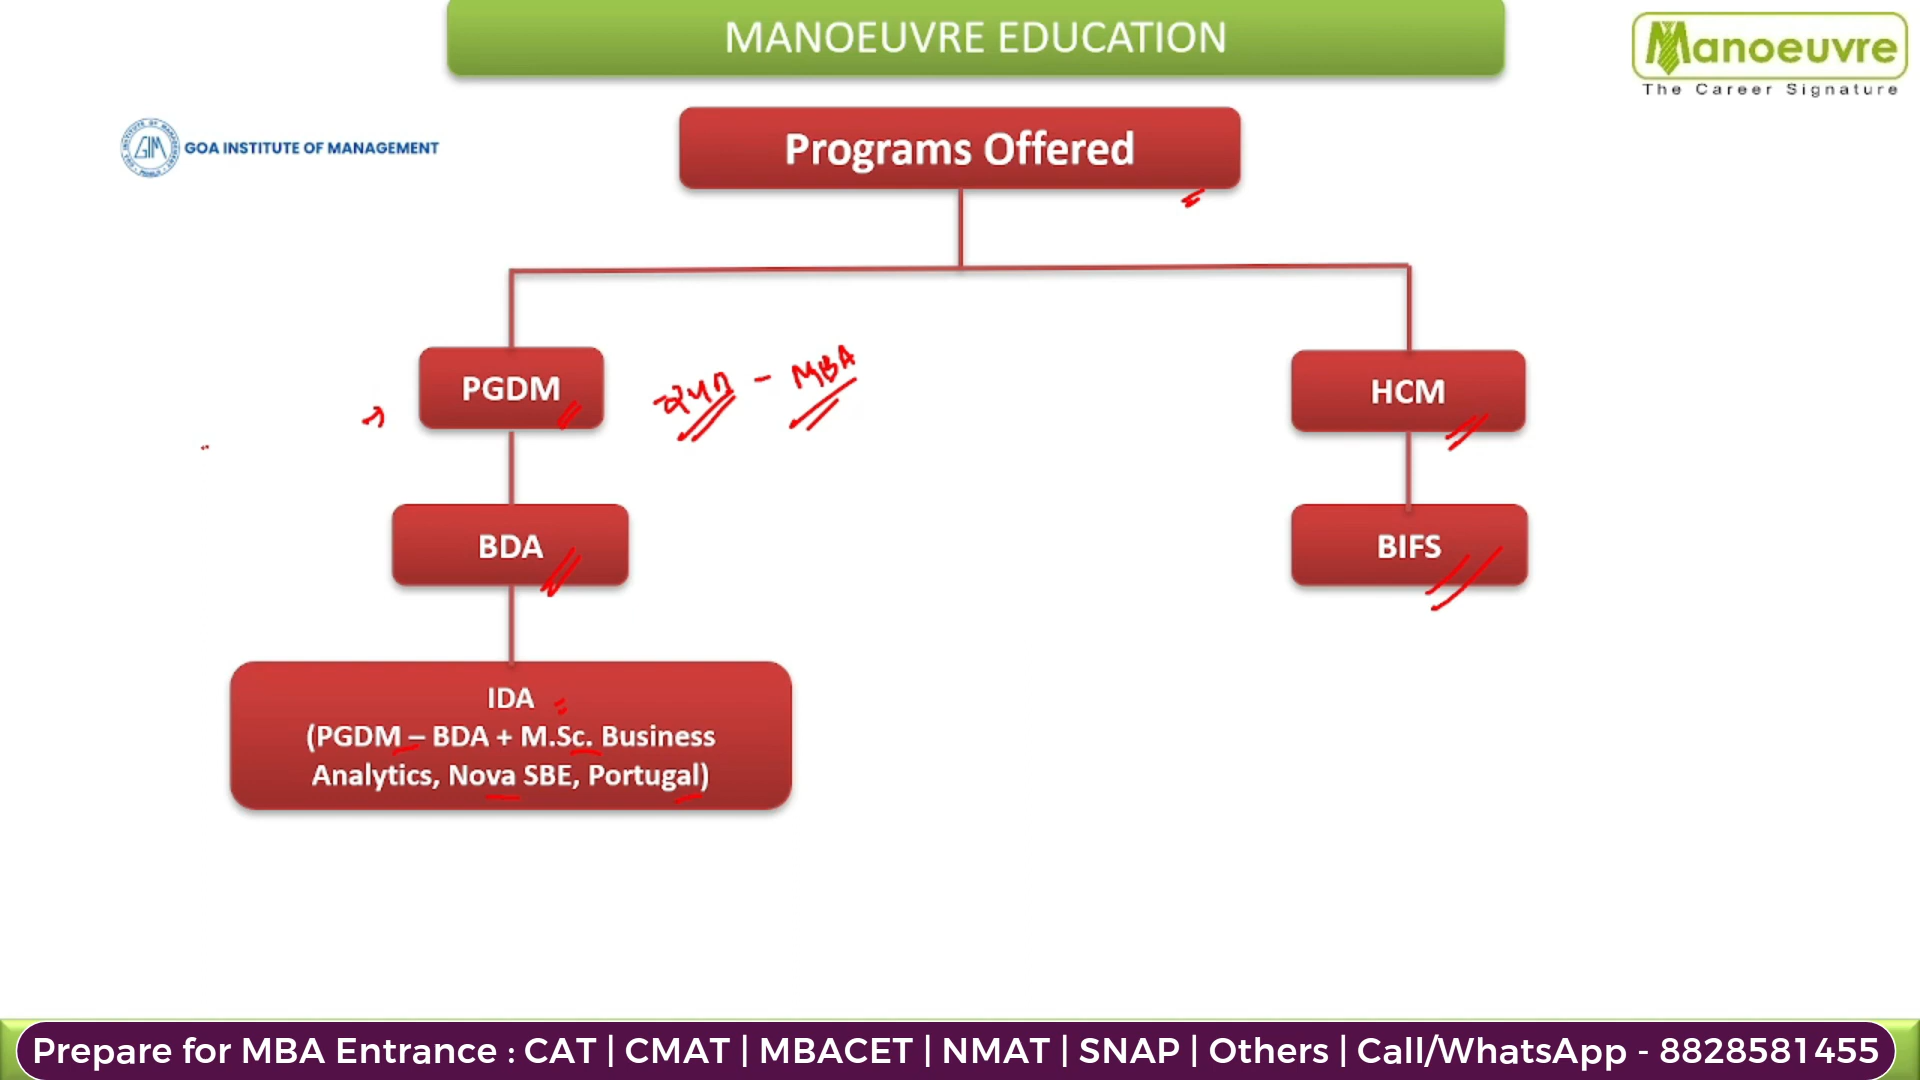 MANOEUVRE EDUCATION
Manoeuvre
The Career Signature
GIM
GOA INSTITUTE OF MANAGEMENT
Programs Offered
PGDM
- MBA
HCM
BDA
BIFS
IDA
(PGDM – BDA + M.Sc. Business
Analytics, Nova SBE, Portugal)
Prepare for MBA Entrance : CAT | CMAT | MBACET | NMAT | SNAP | Others | Call/WhatsApp - 8828581455